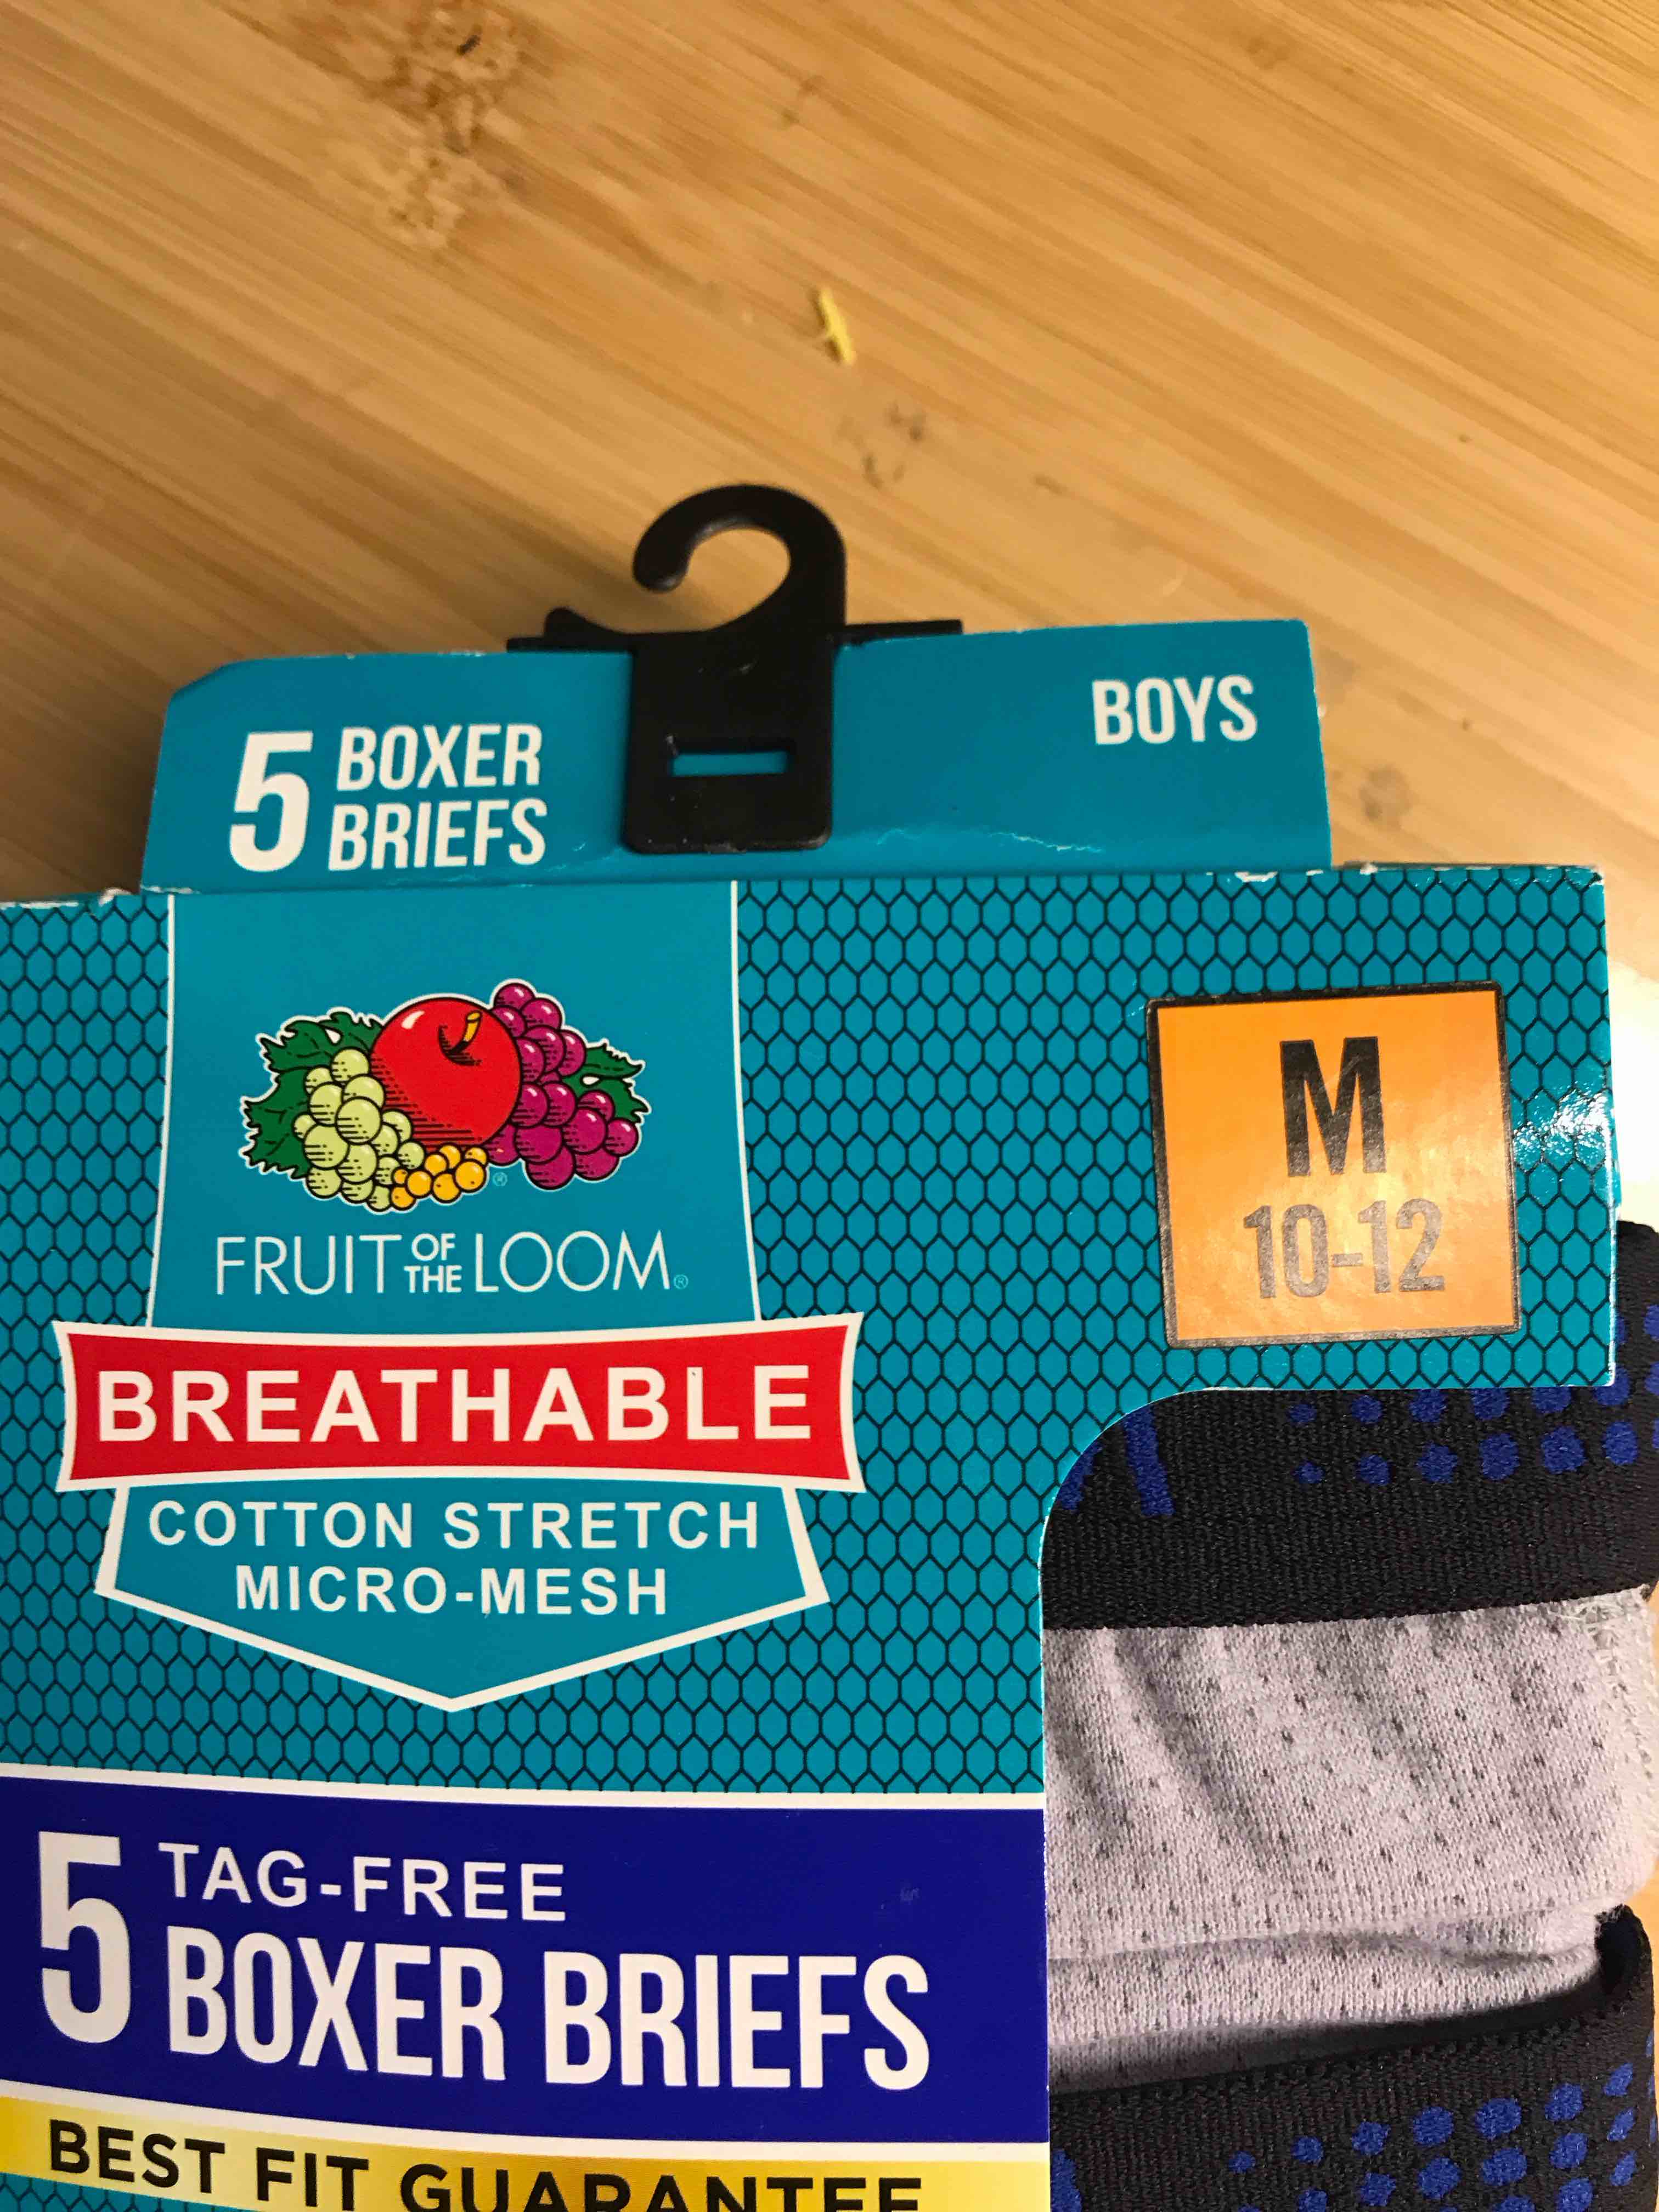 5 BOXER
BRIEFS
BOYS
®
FRUIT OF THE LOOM®
M
10-12
BREATHABLE
COTTON STRETCH
MICRO-MESH
5 TAG-FREE
BOXER BRIEFS
BEST FIT GUARANTEE